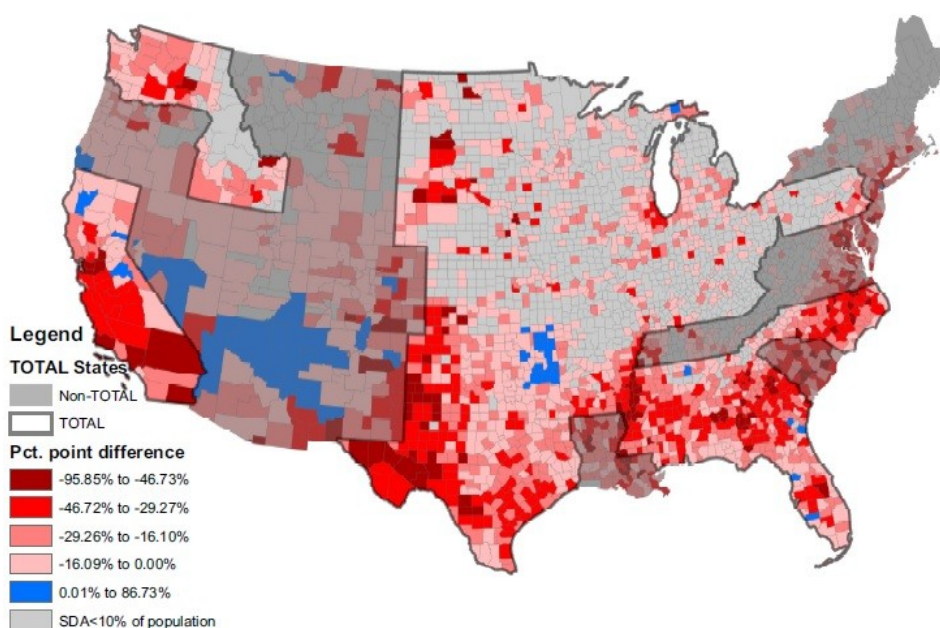 Legend
TOTAL States
Non-TOTAL
TOTAL
Pct. point difference
-95.85% to -46.73%
-46.72% to -29.27%
-29.26% to -16.10%
-16.09% to 0.00%
0.01% to 86.73%
SDA<10% of population